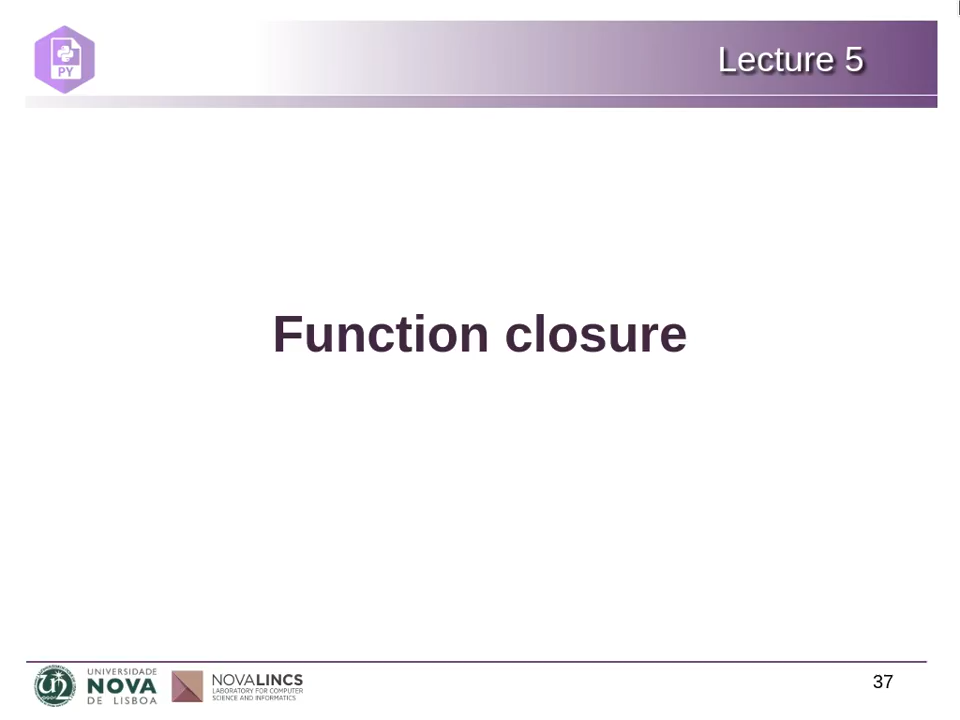 PY
Lecture 5
Function closure
UNIVERSIDADE
NOVA
DE LISBOA
NOVALINCS
LABORATORY FOR COMPUTER
SCIENCE AND INFORMATICS
37